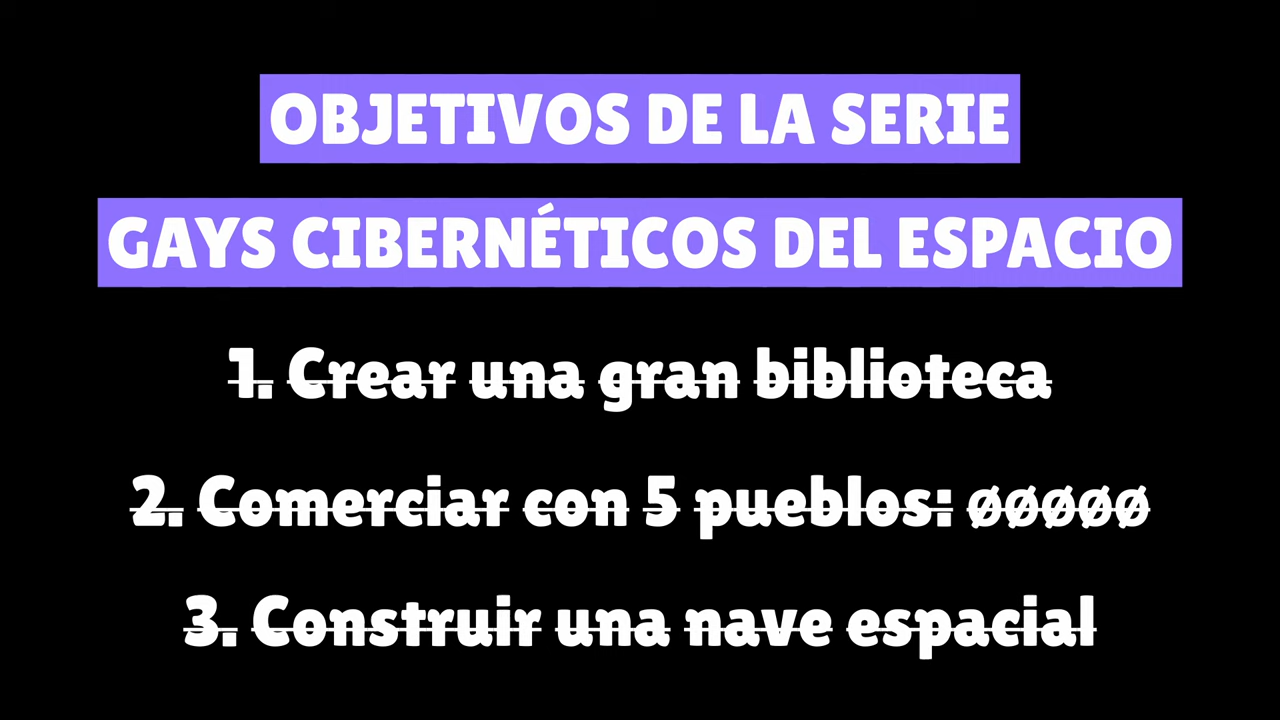 OBJETIVOS DE LA SERIE
GAYS CIBERNÉTICOS DEL ESPACIO
1. Crear una gran biblioteca
2. Comerciar con 5 pueblos: øøøøø
3. Construir una nave espacial